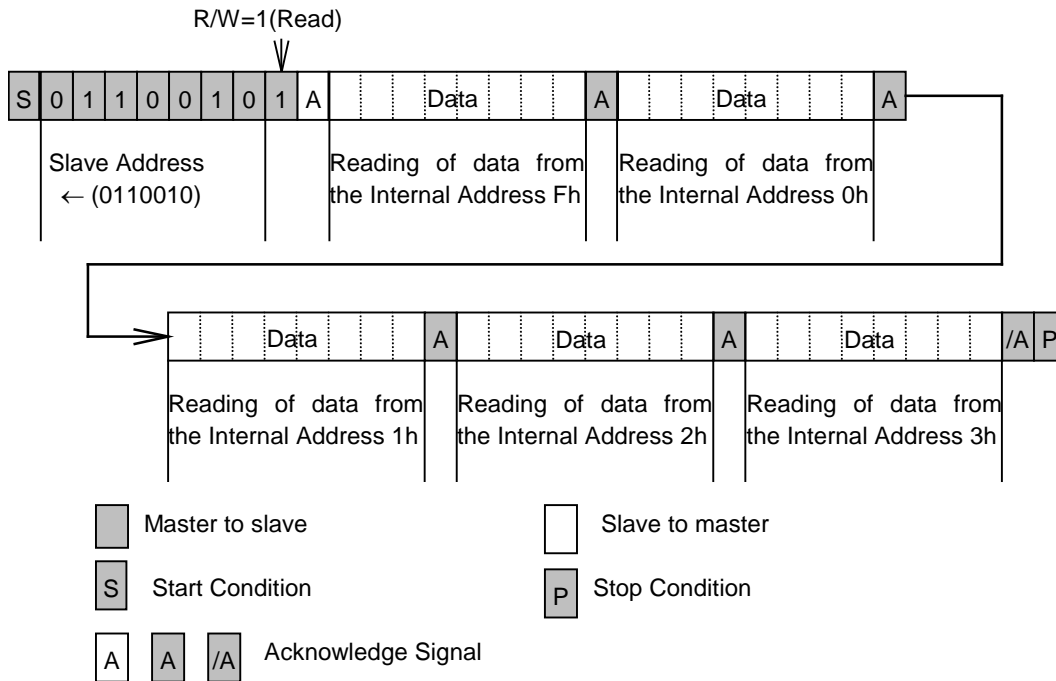 R/W=1(Read)
S 0 1 1 0 0 1 0 1 A Data A Data A
Slave Address
← (0110010)
Reading of data from
the Internal Address Fh
Reading of data from
the Internal Address 0h
Data A Data A Data /A P
Reading of data from
the Internal Address 1h
Reading of data from
the Internal Address 2h
Reading of data from
the Internal Address 3h
Master to slave
Slave to master
S Start Condition
P Stop Condition
A A /A Acknowledge Signal